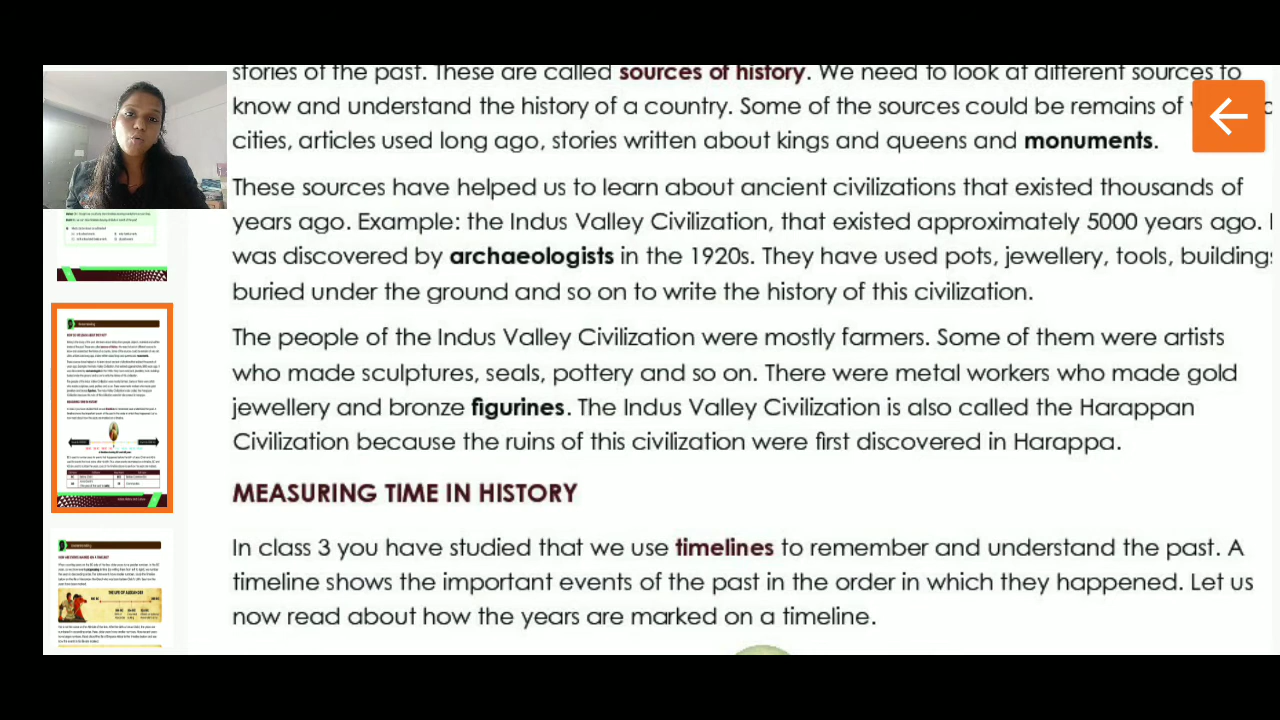 stories of the past. These are called sources of history. We need to look at different sources to
know and understand the history of a country. Some of the sources could be remains of
cities, articles used long ago, stories written about kings and queens and monuments.
These sources have helped us to learn about ancient civilizations that existed thousands of
years ago. Example: the Indus Valley Civilization, that existed approximately 5000 years ago.
was discovered by archaeologists in the 1920s. They have used pots, jewellery, tools, buildings
buried under the ground and so on to write the history of this civilization.
The people of the Indus Valley Civilization were mostly farmers. Some of them were artists
who made sculptures, seals, pottery and so on. There were metal workers who made gold
jewellery and bronze figurines. The Indus Valley Civilization is also called the Harappan
Civilization because the ruins of this civilization were first discovered in Harappa.
MEASURING TIME IN HISTORY
In class 3 you have studied that we use timelines to remember and understand the past. A
timeline shows the important events of the past in the order in which they happened. Let us
now read about how the years are marked on a timeline.